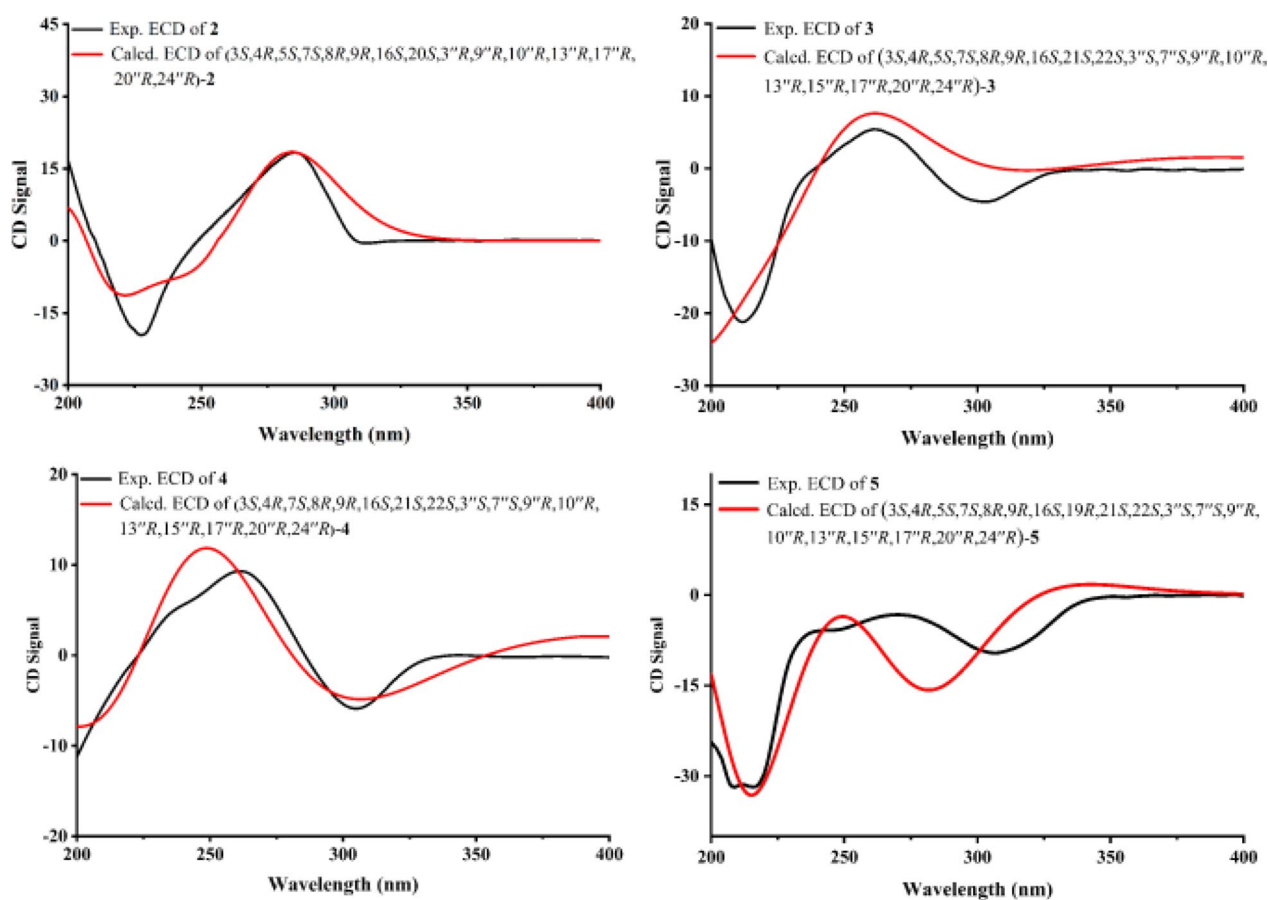 Exp. ECD of 2
Calcd. ECD of (3S,4R,5S,7S,8R,9R,16S,20S,3"R,9"R,10"R,13"R,17"R,
20"R,24"R)-2
CD Signal
45
30
15
0
-15
-30
200
250
300
350
400
Wavelength (nm)
Exp. ECD of 3
Calcd. ECD of (3S,4R,5S,7S,8R,9R,16S,21S,22S,3"S,7"S,9"R,10"R,
13"R,15"R,17"R,20"R,24"R)-3
CD Signal
20
10
0
-10
-20
-30
200
250
300
350
400
Wavelength (nm)
Exp. ECD of 4
Calcd. ECD of (3S,4R,7S,8R,9R,16S,21S,22S,3"S,7"S,9"R,10"R,
13"R,15"R,17"R,20"R,24"R)-4
CD Signal
20
10
0
-10
-20
200
250
300
350
400
Wavelength (nm)
Exp. ECD of 5
Calcd. ECD of (3S,4R,5S,7S,8R,9R,16S,19R,21S,22S,3"S,7"S,9"R,
10"R,13"R,15"R,17"R,20"R,24"R)-5
CD Signal
15
0
-15
-30
200
250
300
350
400
Wavelength (nm)